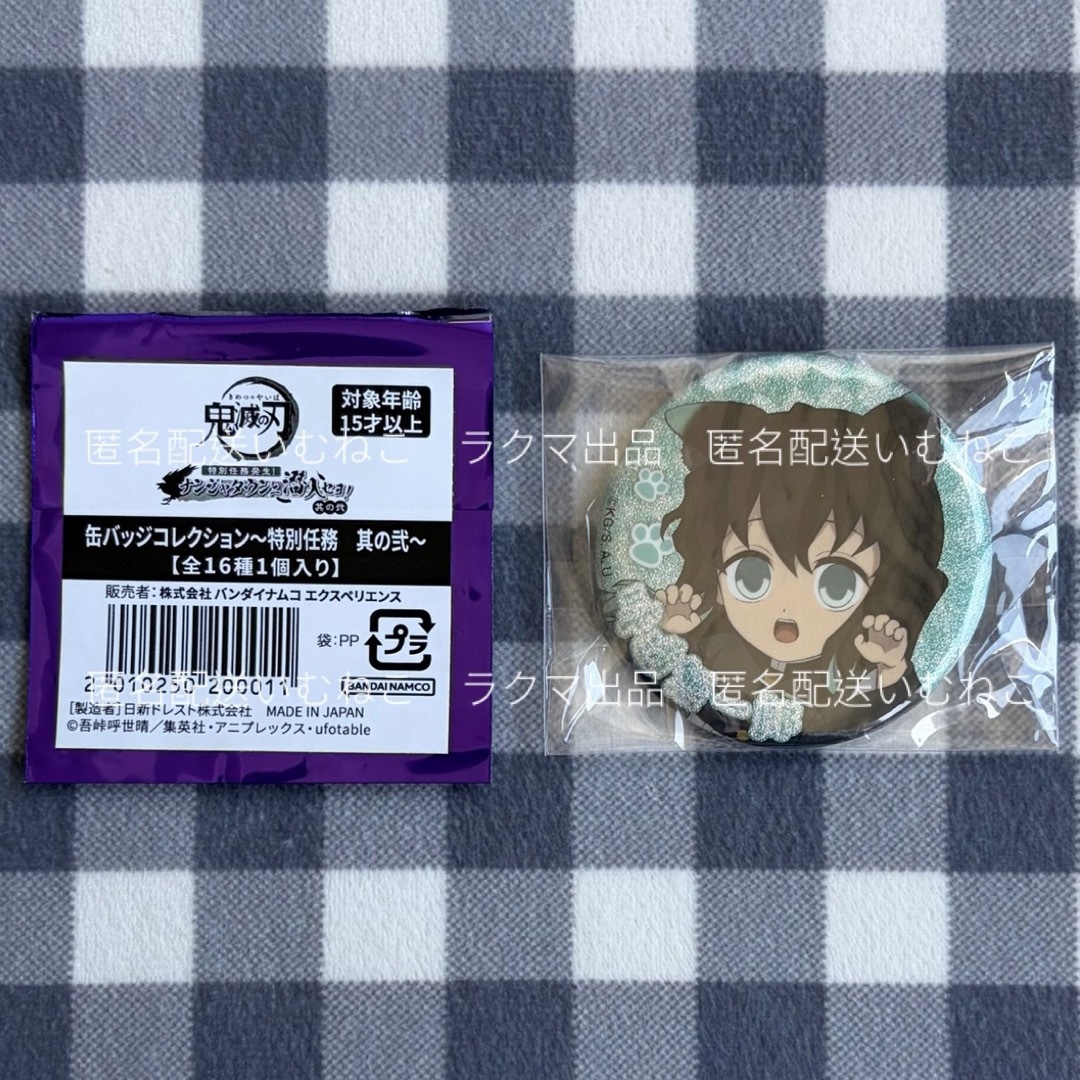 きめつのやいば
鬼滅の刃
対象年齢
15才以上
特別任務発生!
ナンジャタウンに潜入セヨ!
其の弐
缶バッジコレクション〜特別任務 其の弐〜
【全16種1個入り】
販売者：株式会社 バンダイナムコ エクスペリエンス
袋：PP
プラ
BANDAI NAMCO
[製造者]日新ドレスト株式会社 MADE IN JAPAN
©吾峠呼世晴／集英社・アニプレックス・ufotable
匿名配送いむねこ ラクマ出品 匿名配送いむねこ
匿名配送いむねこ ラクマ出品 匿名配送いむねこ